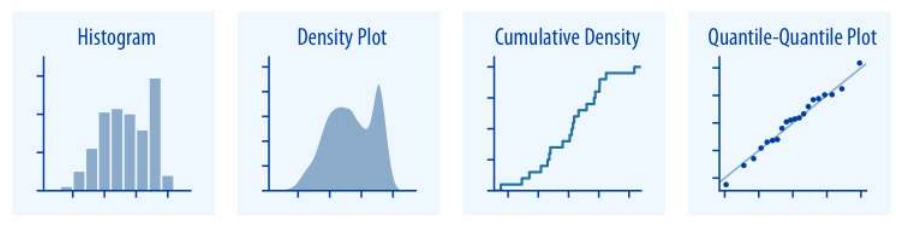 Histogram
Density Plot
Cumulative Density
Quantile-Quantile Plot